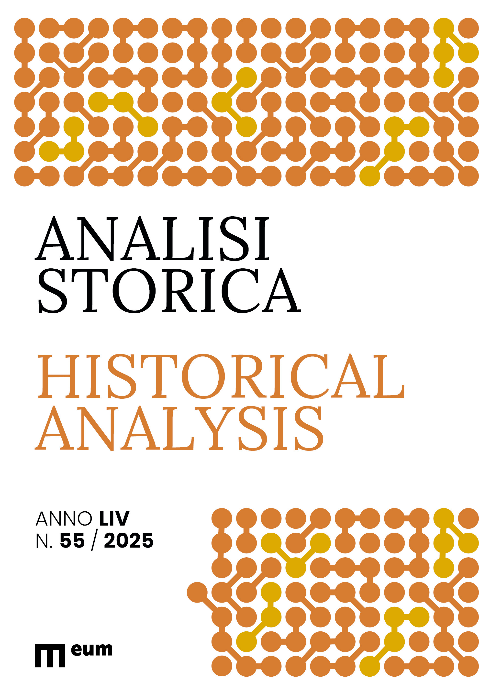 ANALISI
STORICA
HISTORICAL
ANALYSIS
ANNO LIV
N. 55 / 2025
eum